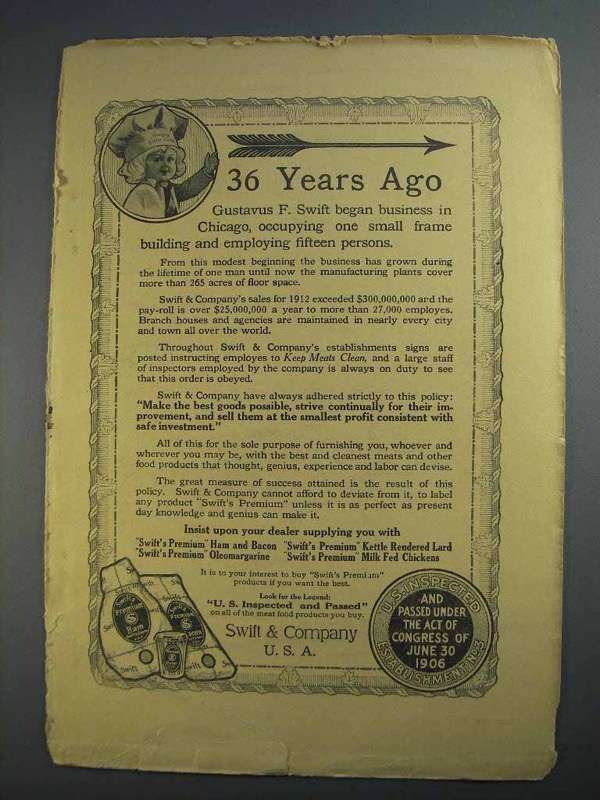 36 Years Ago
Gustavus F. Swift began business in
Chicago, occupying one small frame
building and employing fifteen persons.
From this modest beginning the business has grown during
the lifetime of one man until now the manufacturing plants cover
more than 265 acres of floor space.
Swift & Company's sales for 1912 exceeded $300,000,000 and the
pay-roll is over $25,000,000 a year to more than 27,000 employes.
Branch houses and agencies are maintained in nearly every city
and town all over the world.
Throughout Swift & Company's establishments signs are
posted instructing employes to Keep Meats Clean, and a large staff
of inspectors employed by the company is always on duty to see
that this order is obeyed.
Swift & Company have always adhered strictly to this policy:
"Make the best goods possible, strive continually for their im-
provement, and sell them at the smallest profit consistent with
safe investment."
All of this for the sole purpose of furnishing you, whoever and
wherever you may be, with the best and cleanest meats and other
food products that thought, genius, experience and labor can devise.
The great measure of success attained is the result of this
policy. Swift & Company cannot afford to deviate from it, to label
any product "Swift's Premium" unless it is as perfect as present
day knowledge and genius can make it.
Insist upon your dealer supplying you with
"Swift's Premium" Ham and Bacon "Swift's Premium" Kettle Rendered Lard
"Swift's Premium" Oleomargarine "Swift's Premium" Milk Fed Chickens
It is to your interest to buy "Swift's Premium"
products if you want the best.
Look for the Legend:
"U. S. Inspected and Passed"
on all of the meat food products you buy.
Swift & Company
U. S. A.
Swift's
Premium
Ham
Swift
U.S. INSPECTED
AND
PASSED UNDER
THE ACT OF
CONGRESS OF
JUNE 30
1906
ESTABLISHMENT NO. 3